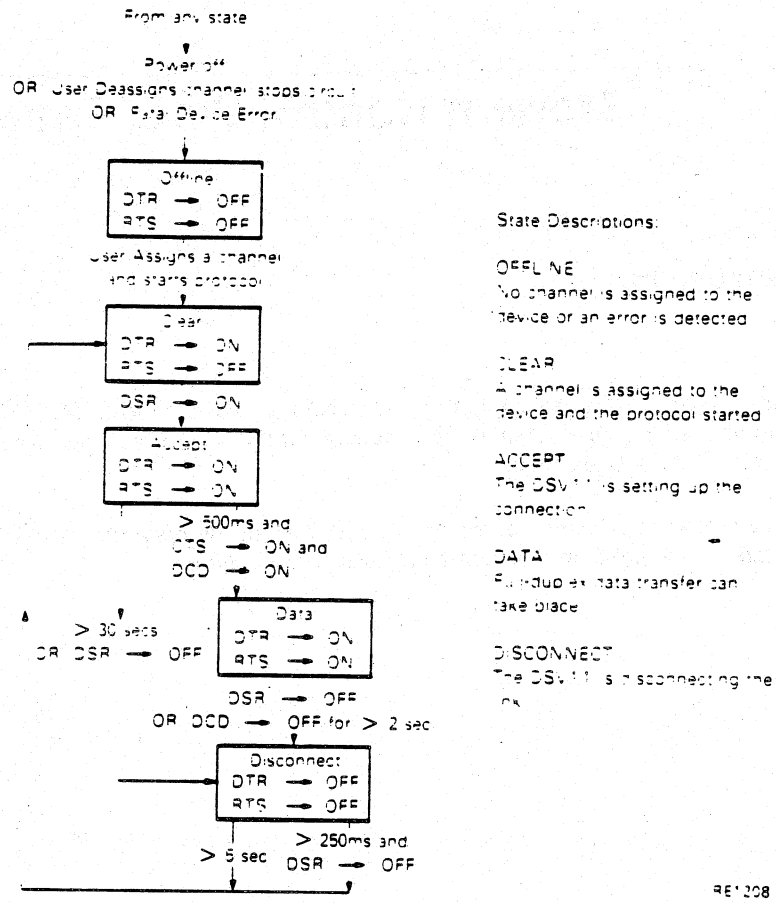 From any state
Power off
OR User Deassigns channel stops circuit
OR Fatal Device Error
Offline
DTR → OFF
RTS → OFF
User Assigns a channel
and starts protocol
Clear
DTR → ON
RTS → OFF
DSR → ON
Accept
DTR → ON
RTS → ON
> 500ms and
CTS → ON and
DCD → ON
> 30 secs
OR DSR → OFF
Data
DTR → ON
RTS → ON
DSR → OFF
OR DCD → OFF for > 2 sec
Disconnect
DTR → OFF
RTS → OFF
> 5 sec
> 250ms and
DSR → OFF
State Descriptions:
OFFLINE
No channel is assigned to the
device or an error is detected
CLEAR
A channel is assigned to the
device and the protocol started
ACCEPT
The DSV11 is setting up the
connection
DATA
Full-duplex data transfer can
take place
DISCONNECT
The DSV11 is disconnecting the
link
RE1208